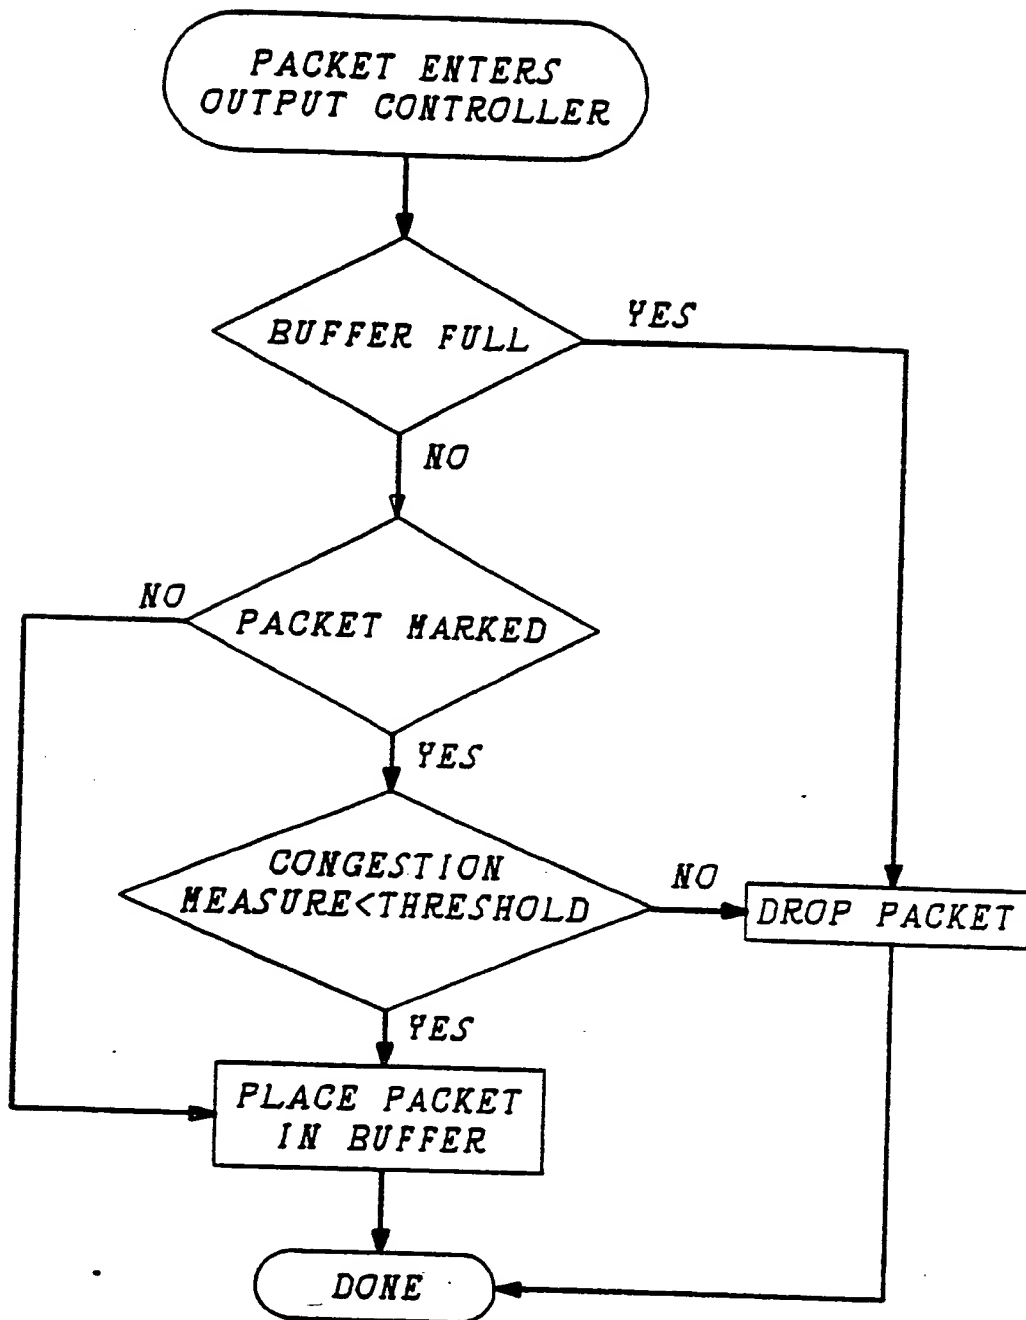 PACKET ENTERS
OUTPUT CONTROLLER
BUFFER FULL
YES
NO
NO
PACKET MARKED
YES
CONGESTION
MEASURE<THRESHOLD
NO
DROP PACKET
YES
PLACE PACKET
IN BUFFER
DONE